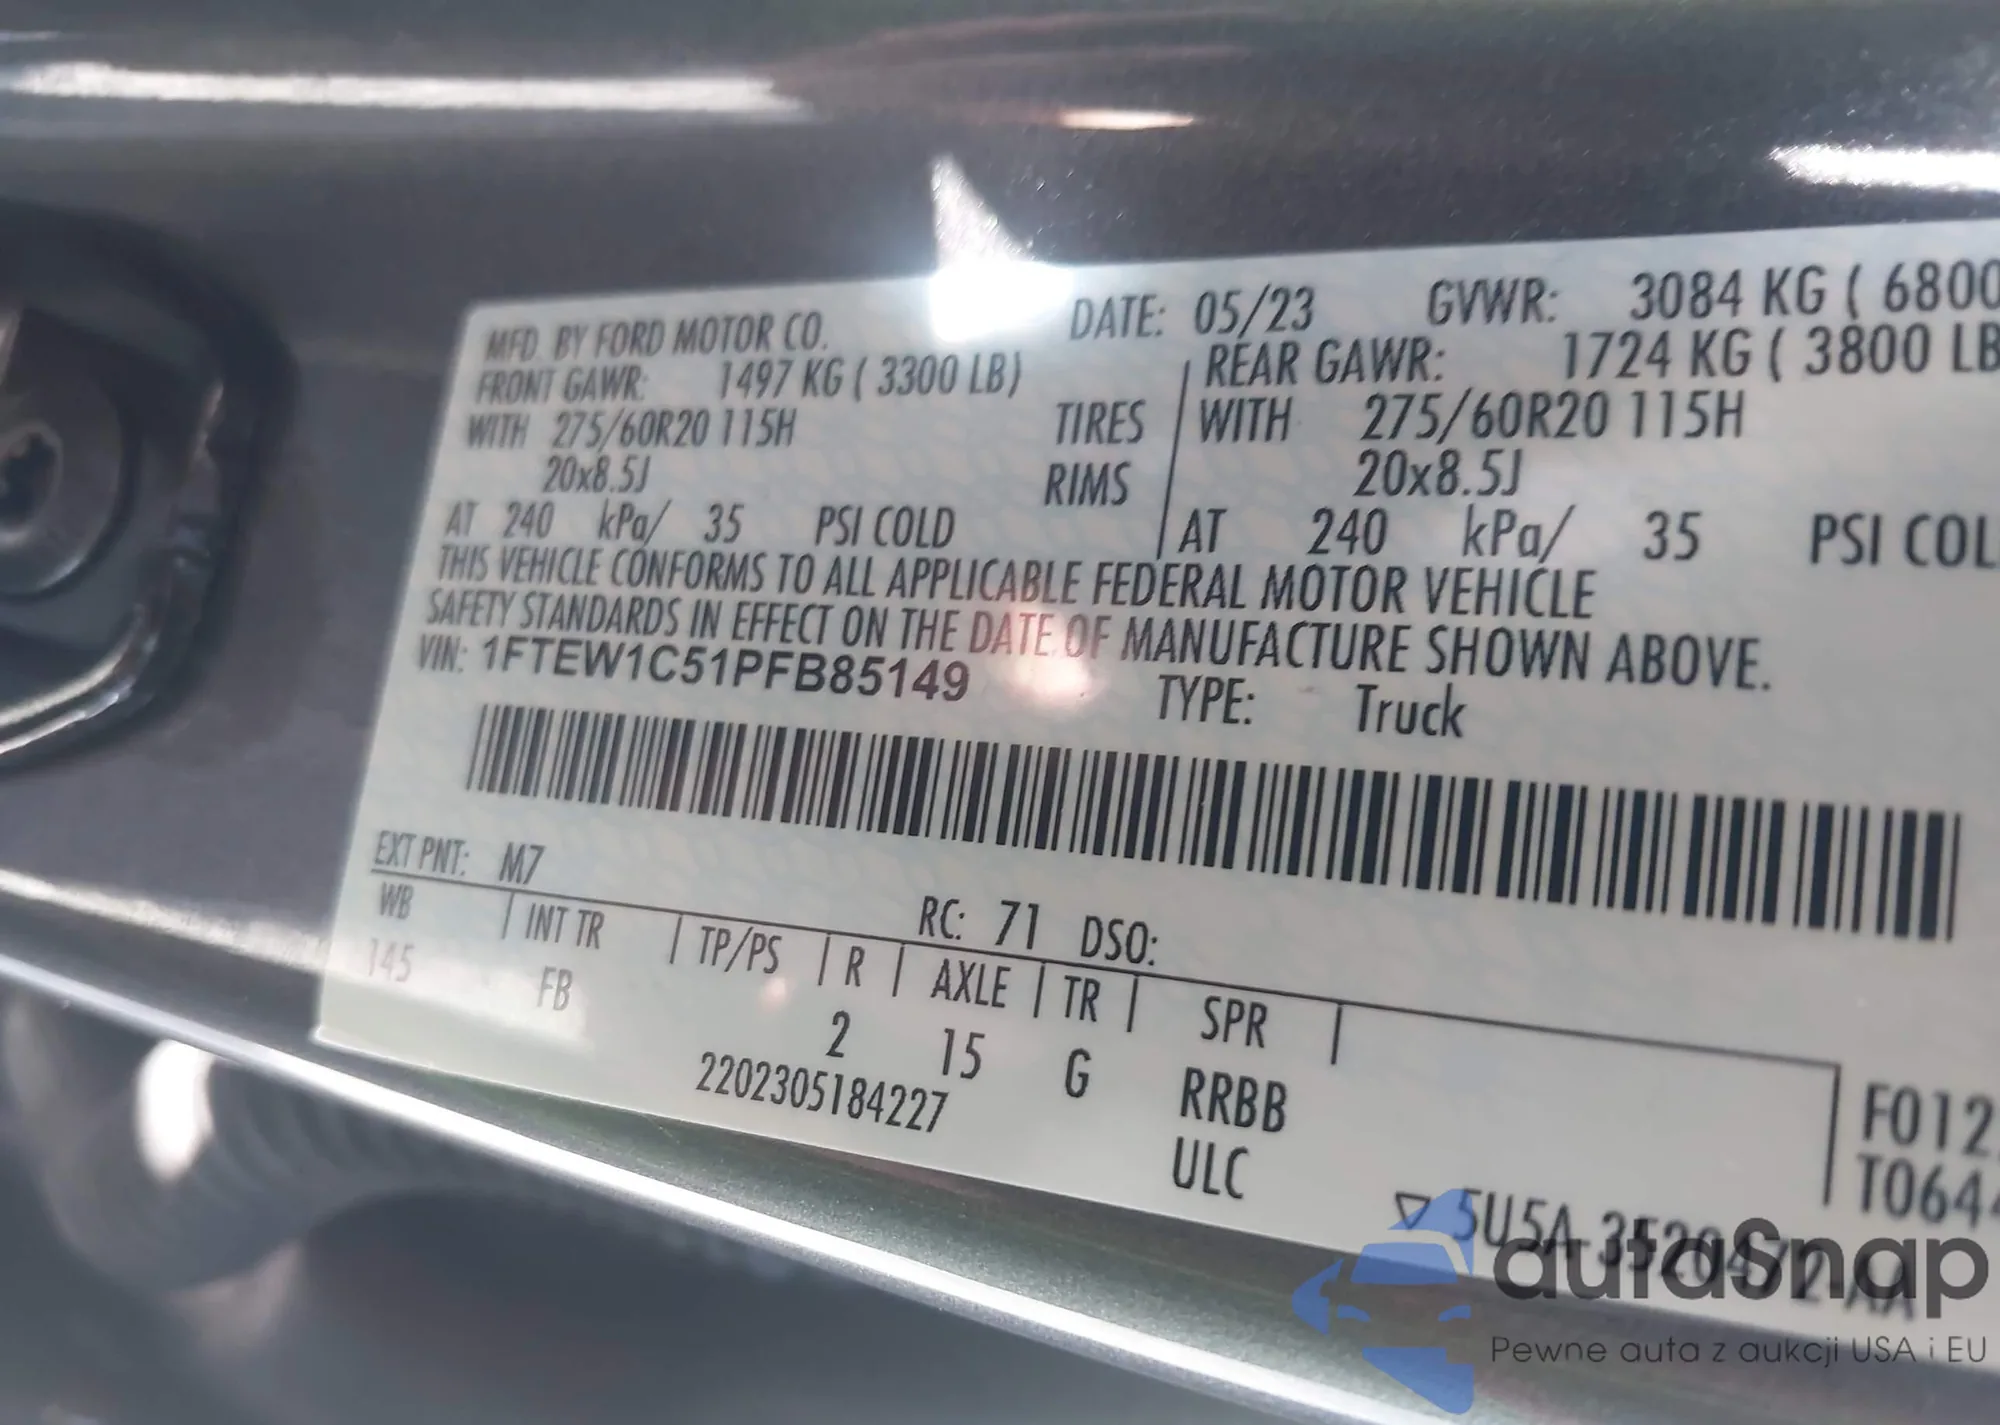 MFD. BY FORD MOTOR CO. DATE: 05/23 GVWR: 3084 KG ( 6800
FRONT GAWR: 1497 KG ( 3300 LB) REAR GAWR: 1724 KG ( 3800 LB
WITH 275/60R20 115H TIRES WITH 275/60R20 115H
20x8.5J RIMS 20x8.5J
AT 240 kPa/ 35 PSI COLD AT 240 kPa/ 35 PSI COL
THIS VEHICLE CONFORMS TO ALL APPLICABLE FEDERAL MOTOR VEHICLE
SAFETY STANDARDS IN EFFECT ON THE DATE OF MANUFACTURE SHOWN ABOVE.
VIN: 1FTEW1C51PFB85149 TYPE: Truck
EXT PNT: M7 RC: 71 DSO:
WB INT TR TP/PS R AXLE TR SPR
145 FB 2 15 G RRBB F012
2202305184227 ULC T064
5U5A-3520472-AA
autoSnap
Pewne auta z aukcji USA i EU